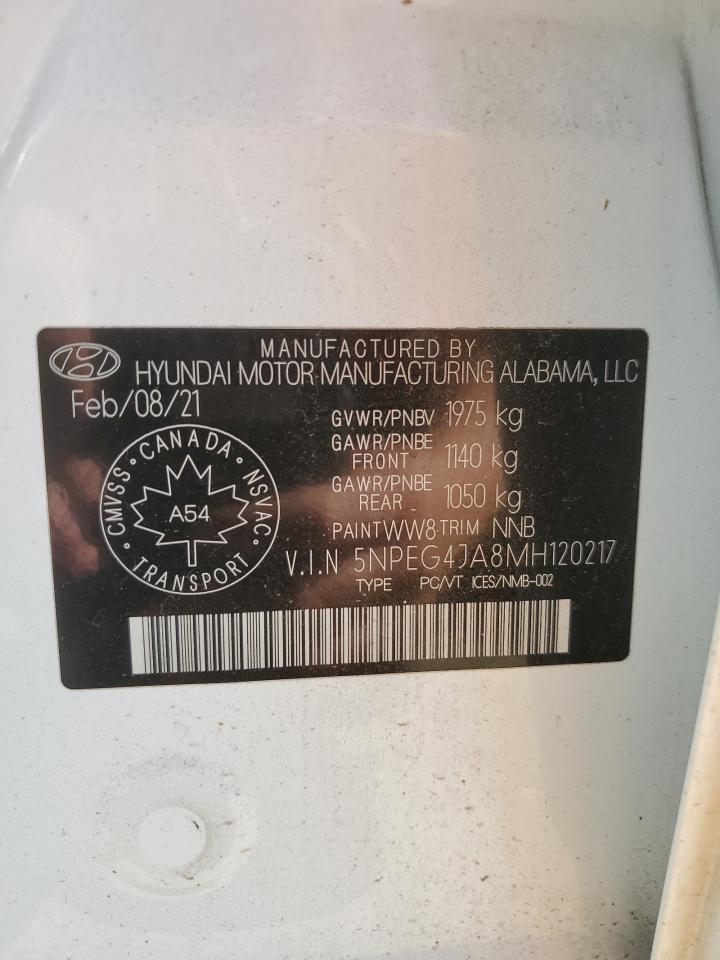 MANUFACTURED BY
HYUNDAI MOTOR MANUFACTURING ALABAMA, LLC
Feb/08/21
GVWR/PNBV 1975 kg
GAWR/PNBE FRONT 1140 kg
GAWR/PNBE REAR 1050 kg
PAINT WW8 TRIM NNB
V.I.N 5NPEG4JA8MH120217
TYPE PC/VT ICES/NMB-002
CANADA
CMVSS NSVAC
A54
TRANSPORT